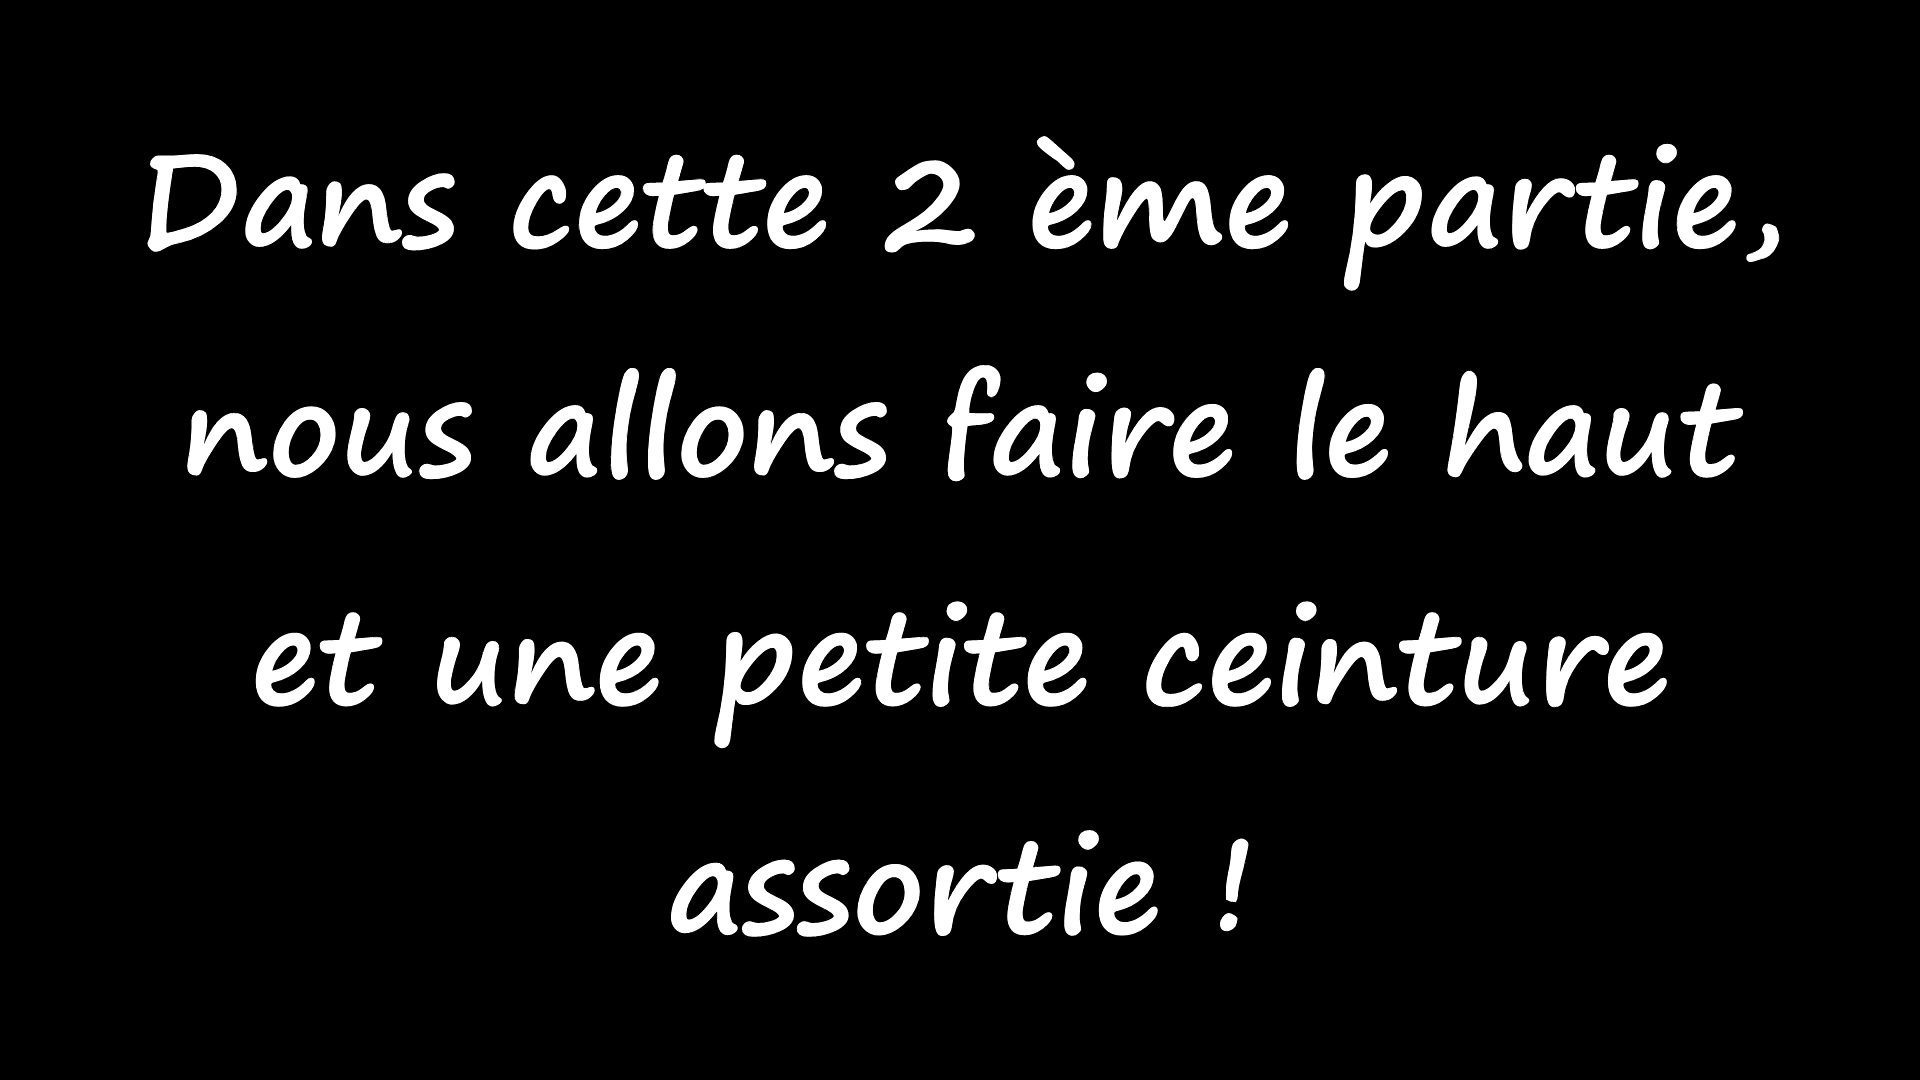 Dans cette 2 ème partie,
nous allons faire le haut
et une petite ceinture
assortie !